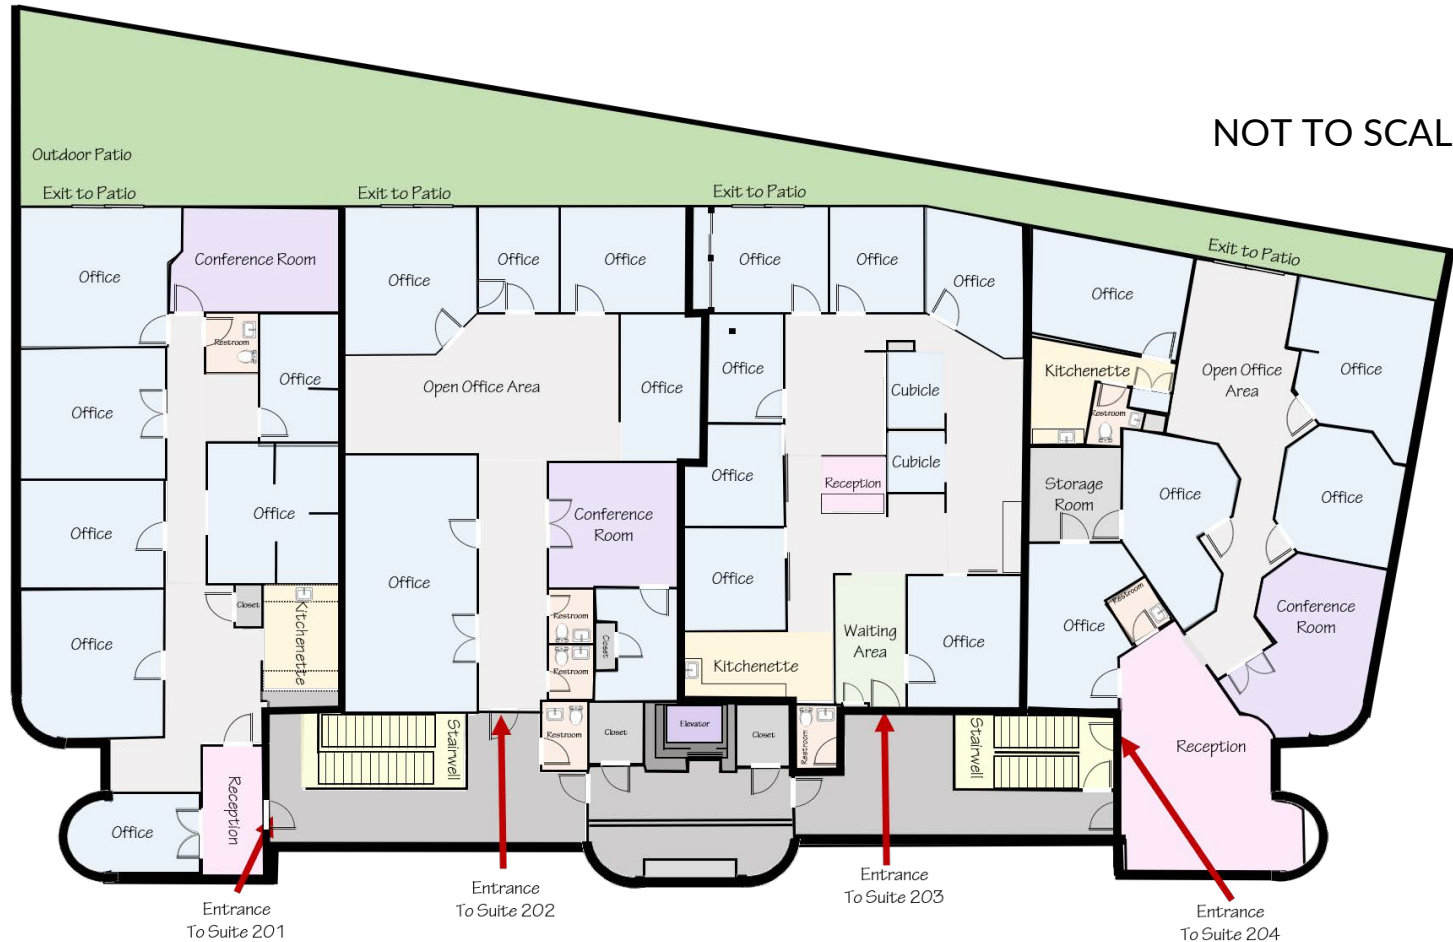 NOT TO SCAL
Outdoor Patio
Exit to Patio
Exit to Patio
Exit to Patio
Exit to Patio
Office
Conference Room
Office
Office
Office
Office
Office
Office
Office
Restroom
Office
Office
Open Office Area
Office
Office
Cubicle
Kitchenette
Open Office
Area
Office
Office
Cubicle
Restroom
Office
Reception
Storage
Room
Office
Office
Office
Office
Conference
Room
Office
Office
Closet
Kitchenette
Restroom
Closet
Restroom
Office
Waiting
Area
Office
Kitchenette
Office
Restroom
Conference
Room
Office
Reception
Stairwell
Restroom
Closet
Elevator
Closet
Restroom
Stairwell
Reception
Entrance
To Suite 201
Entrance
To Suite 202
Entrance
To Suite 203
Entrance
To Suite 204